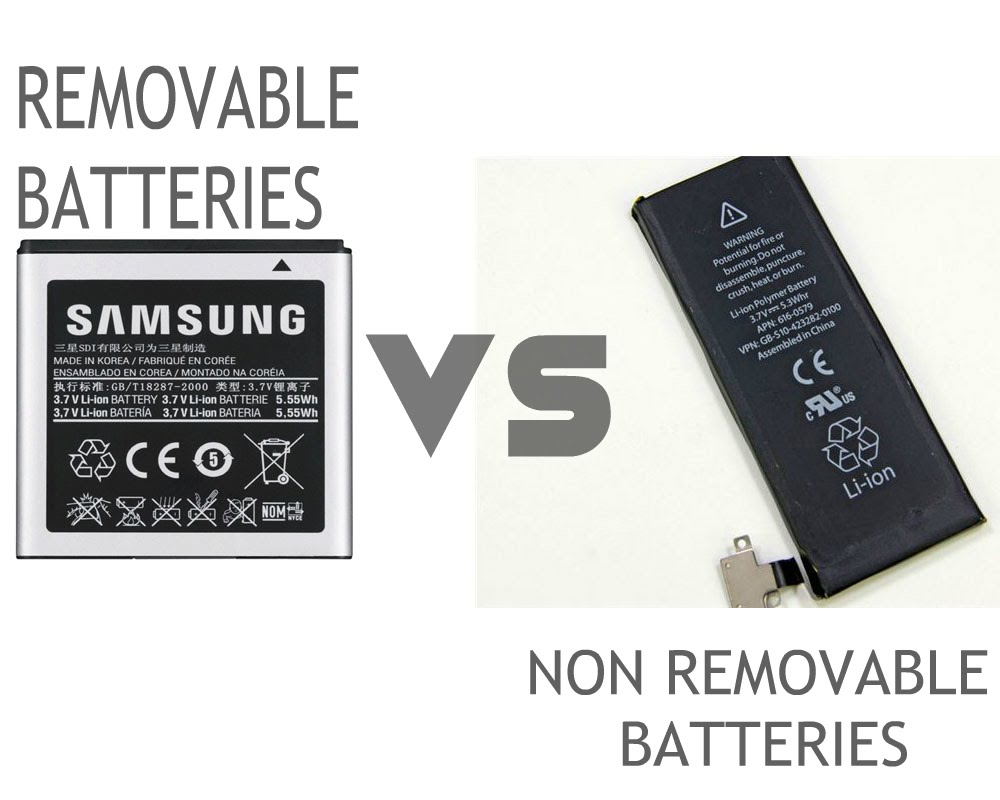 REMOVABLE
BATTERIES
SAMSUNG
三星SDI有限公司为三星制造
MADE IN KOREA / FABRIQUÉ EN CORÉE
ENSAMBLADO EN COREA / MONTADO NA CORÉIA
执行标准:GB/T18287-2000 类型:3.7V锂离子
3.7 V Li-ion BATTERY 3.7 V Li-ion BATTERIE 5.55Wh
3,7 V Li-ion BATERÍA 3,7 V Li-ion BATERIA 5,55Wh
CE
5
NOM
NYCE
VS
WARNING
Potential for fire or
burning. Do not
disassemble, puncture,
crush, heat, or burn.
Li-ion Polymer Battery
3.7V⎓ 5.3Whr
APN: 616-0579
VPN: GB-S10-423282-0100
Assembled in China
CE
c RU US
Li-ion
NON REMOVABLE
BATTERIES